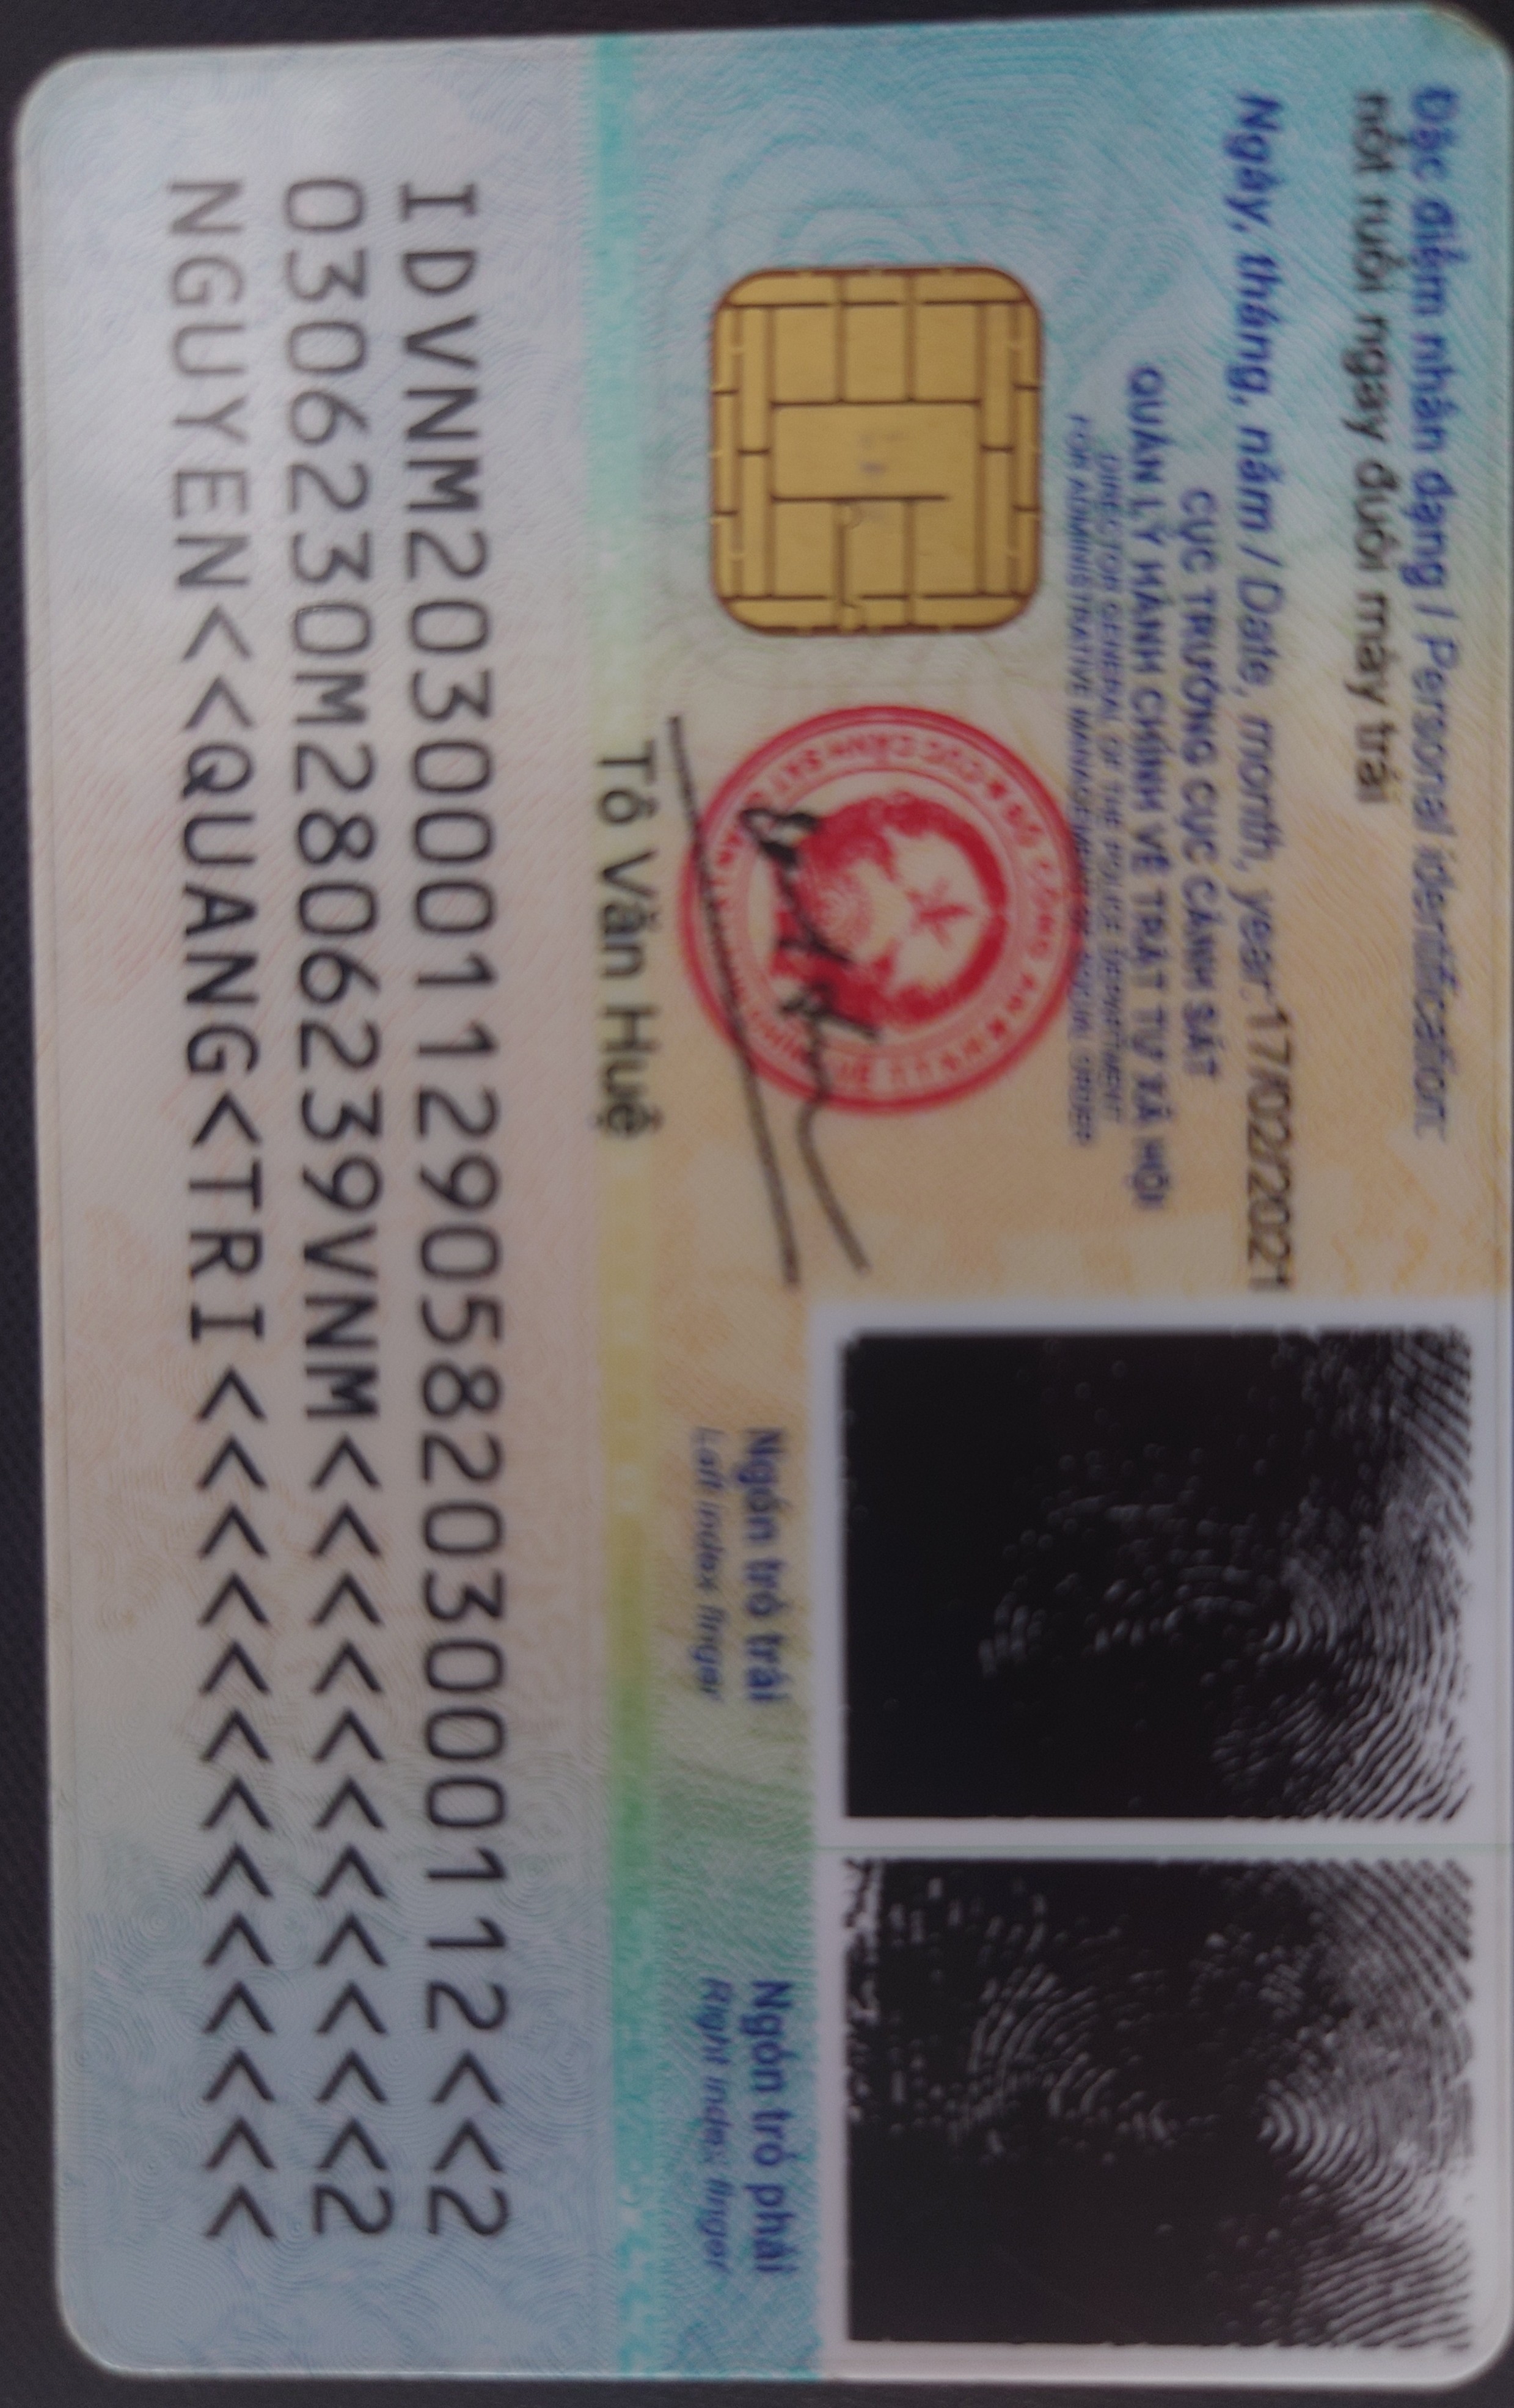 Đặc điểm nhân dạng / Personal identification:
nốt ruồi ngay đuôi mày trái
Ngày, tháng, năm / Date, month, year: 17/02/2021
CỤC TRƯỞNG CỤC CẢNH SÁT
QUẢN LÝ HÀNH CHÍNH VỀ TRẬT TỰ XÃ HỘI
DIRECTOR GENERAL OF THE POLICE DEPARTMENT
FOR ADMINISTRATIVE MANAGEMENT OF SOCIAL ORDER
Tô Văn Huệ
Ngón trỏ trái
Left index finger
Ngón trỏ phải
Right index finger
IDVNM2030001129058203000112<<2
0306230M2806239VNM<<<<<<<<<<<2
NGUYEN<<QUANG<TRI<<<<<<<<<<<<<